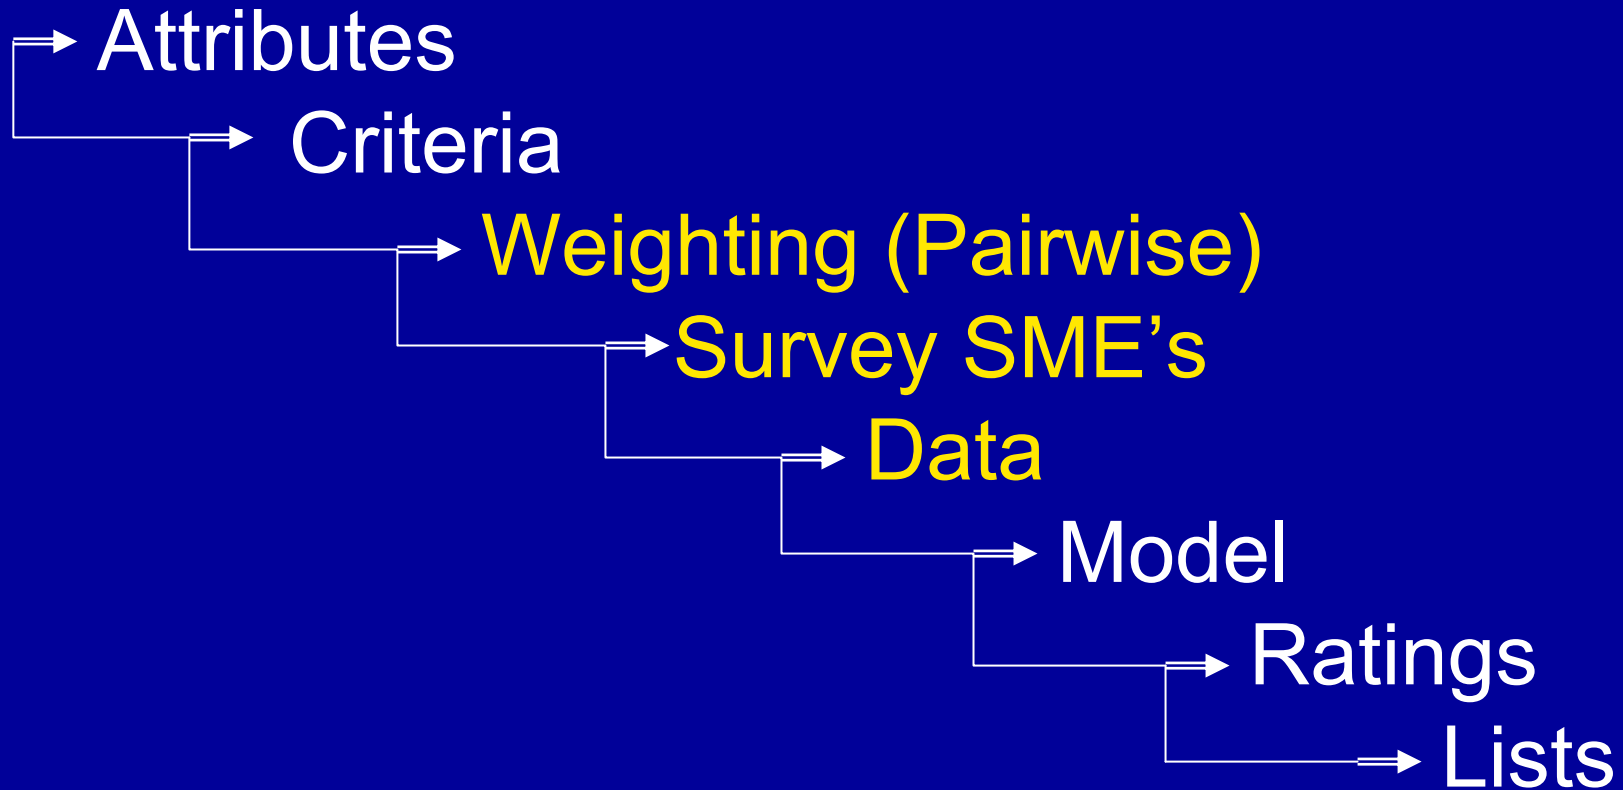 Attributes
Criteria
Weighting (Pairwise)
Survey SME’s
Data
Model
Ratings
Lists